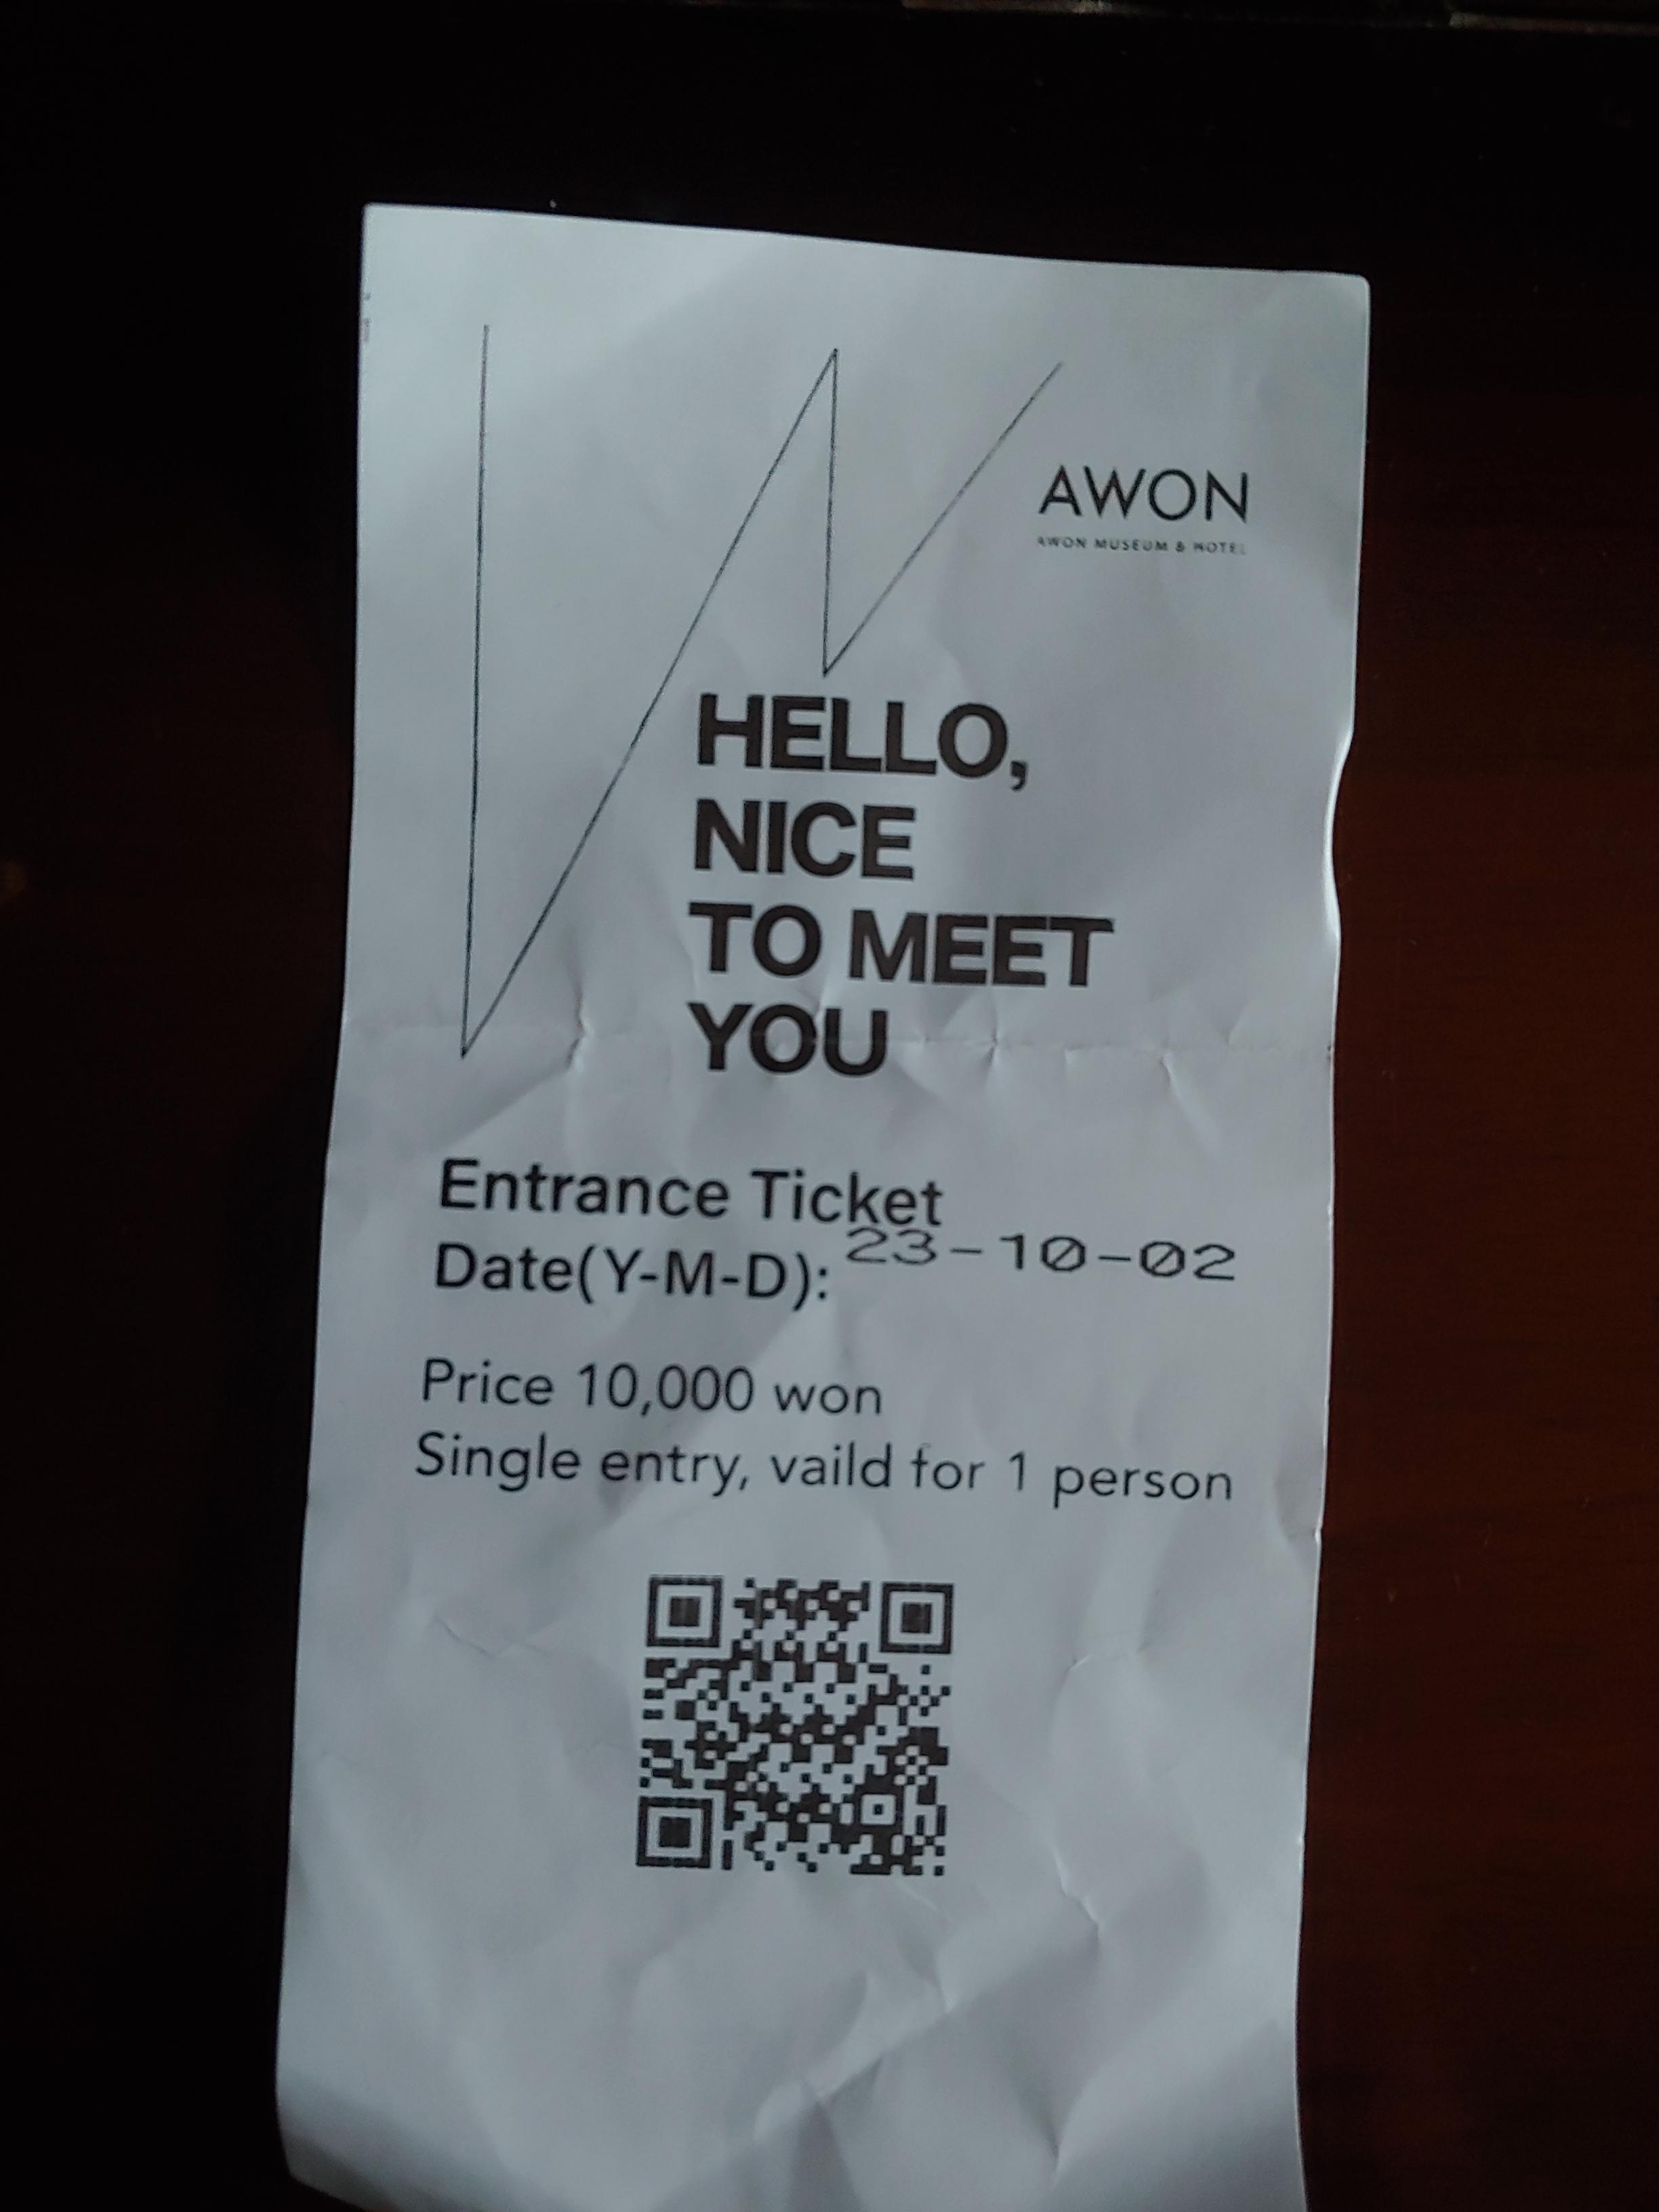 AWON
AWON MUSEUM & HOTEL
HELLO,
NICE
TO MEET
YOU
Entrance Ticket
Date(Y-M-D): 23-10-02
Price 10,000 won
Single entry, vaild for 1 person